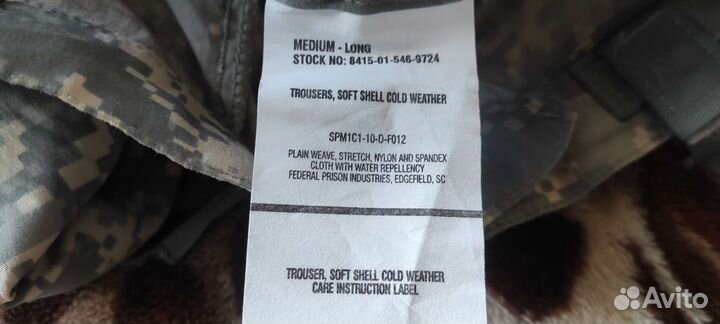 MEDIUM - LONG
STOCK NO: 8415-01-546-9724
TROUSERS, SOFT SHELL COLD WEATHER
SPM1C1-10-D-F012
PLAIN WEAVE, STRETCH, NYLON AND SPANDEX
CLOTH WITH WATER REPELLENCY
FEDERAL PRISON INDUSTRIES, EDGEFIELD, SC
TROUSER, SOFT SHELL COLD WEATHER
CARE INSTRUCTION LABEL
Avito